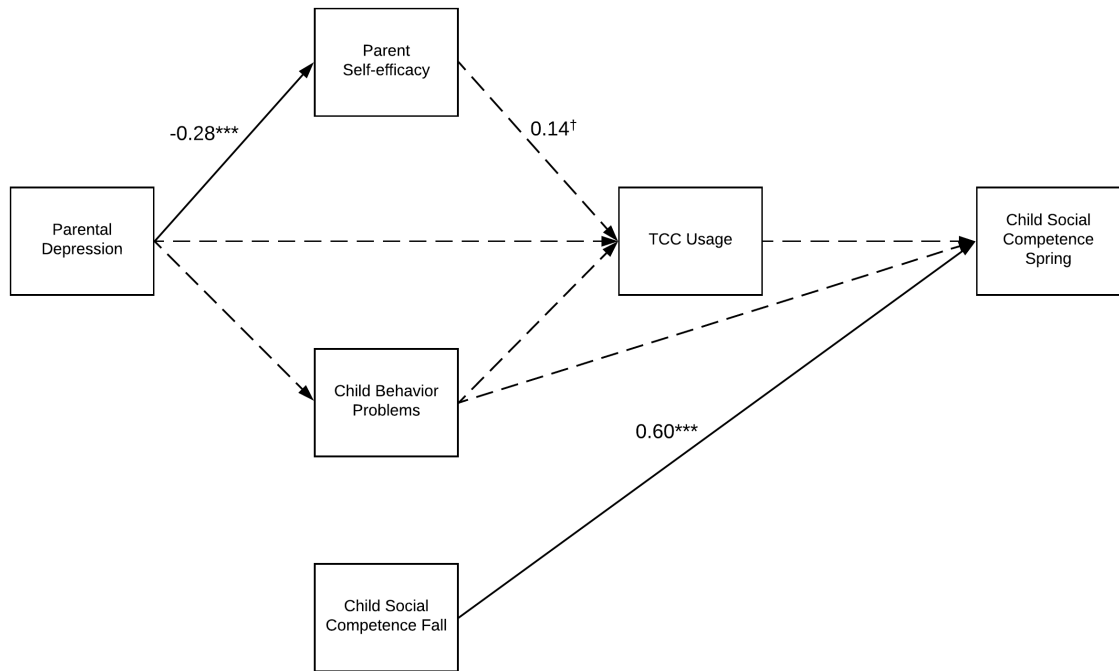 Parent
Self-efficacy
-0.28***
0.14†
Parental
Depression
TCC Usage
Child Social
Competence
Spring
Child Behavior
Problems
0.60***
Child Social
Competence Fall